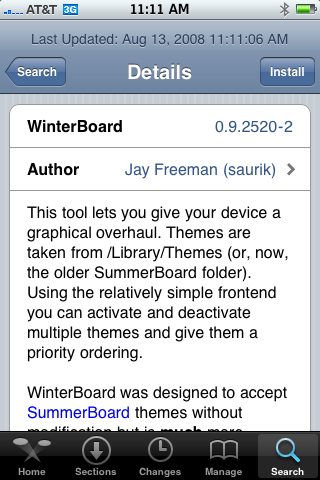 AT&T 3G 11:11 AM
Last Updated: Aug 13, 2008 11:11:06 AM
Search Details Install
WinterBoard 0.9.2520-2
Author Jay Freeman (saurik)
This tool lets you give your device a
graphical overhaul. Themes are
taken from /Library/Themes (or, now,
the older SummerBoard folder).
Using the relatively simple frontend
you can activate and deactivate
multiple themes and give them a
priority ordering.
WinterBoard was designed to accept
SummerBoard themes without
modification but is much more
Home Sections Changes Manage Search